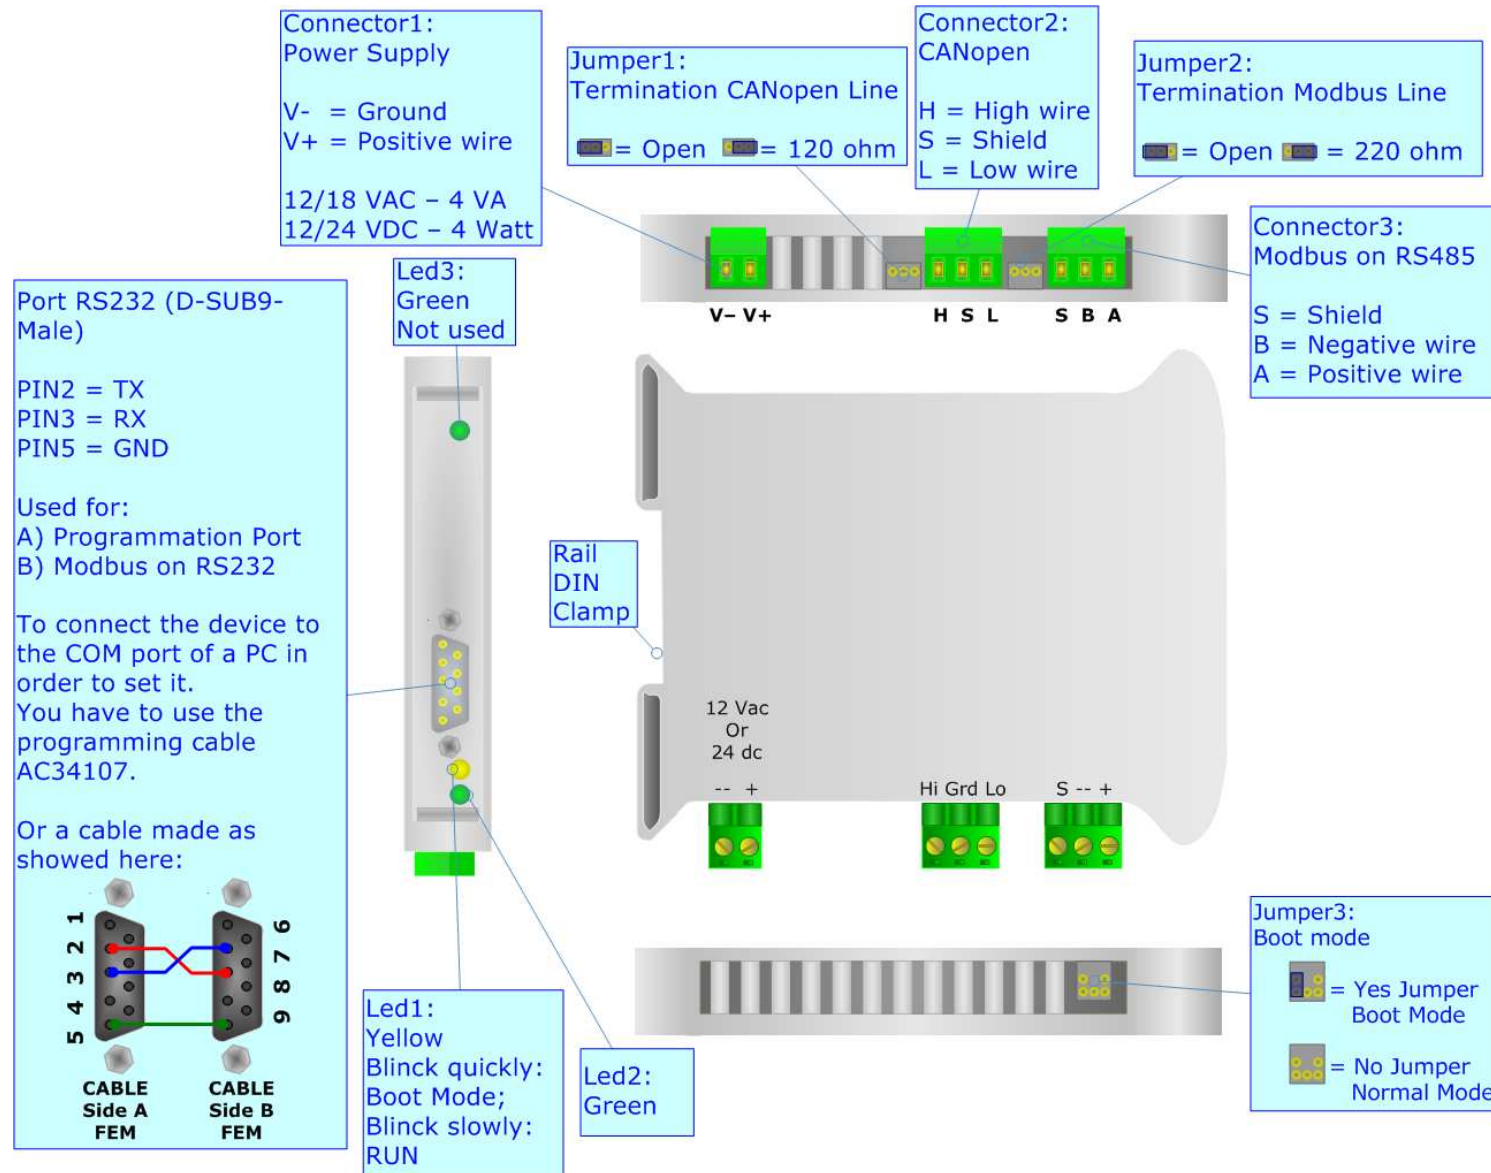 Connector1:
Power Supply
V- = Ground
V+ = Positive wire
12/18 VAC – 4 VA
12/24 VDC – 4 Watt
Jumper1:
Termination CANopen Line
= Open = 120 ohm
Connector2:
CANopen
H = High wire
S = Shield
L = Low wire
Jumper2:
Termination Modbus Line
= Open = 220 ohm
Connector3:
Modbus on RS485
S = Shield
B = Negative wire
A = Positive wire
V– V+
H S L
S B A
Led3:
Green
Not used
Port RS232 (D-SUB9-
Male)
PIN2 = TX
PIN3 = RX
PIN5 = GND
Used for:
A) Programmation Port
B) Modbus on RS232
To connect the device to
the COM port of a PC in
order to set it.
You have to use the
programming cable
AC34107.
Or a cable made as
showed here:
1
2
3
4
5
6
7
8
9
CABLE
Side A
FEM
CABLE
Side B
FEM
Rail
DIN
Clamp
12 Vac
Or
24 dc
-- +
Hi Grd Lo
S -- +
Led1:
Yellow
Blinck quickly:
Boot Mode;
Blinck slowly:
RUN
Led2:
Green
Jumper3:
Boot mode
= Yes Jumper
Boot Mode
= No Jumper
Normal Mode